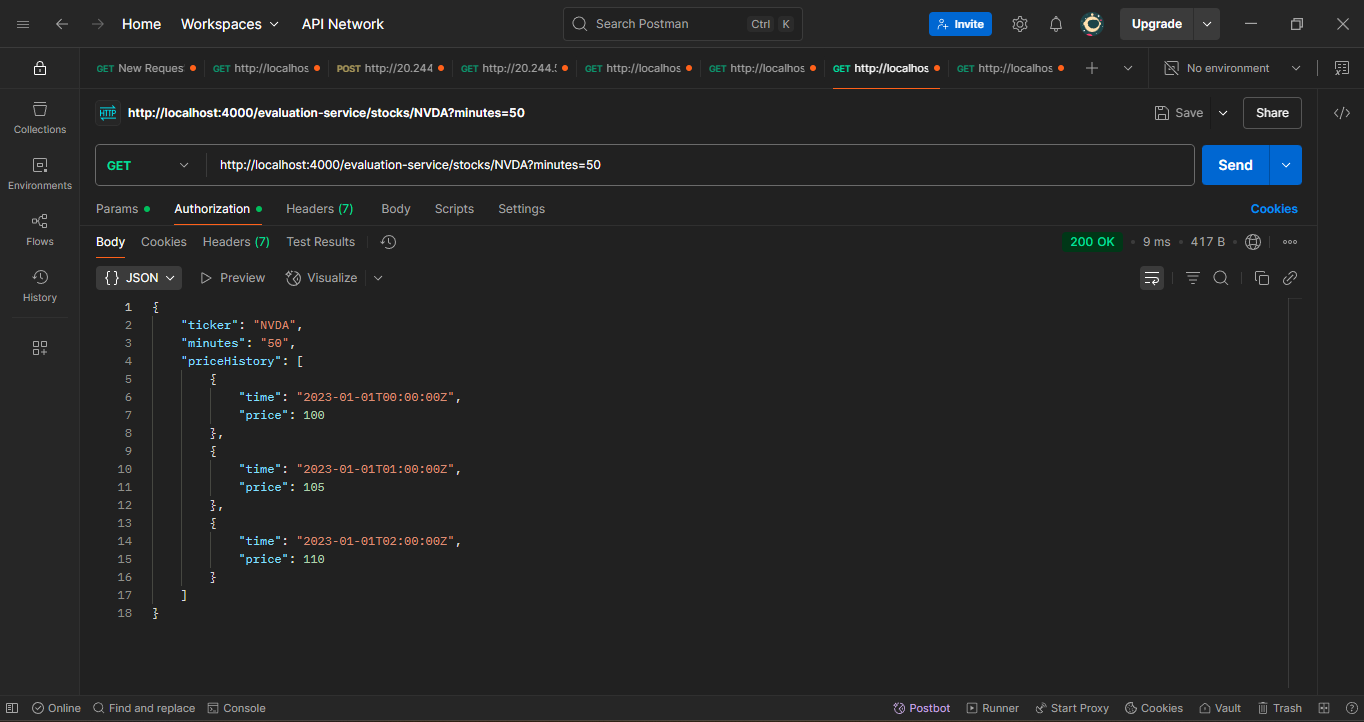 Home Workspaces API Network Search Postman Ctrl K Invite Upgrade
GET New Reques GET http://localhos POST http://20.244 GET http://20.244. GET http://localhos GET http://localhos GET http://localhos GET http://localhos No environment
HTTP http://localhost:4000/evaluation-service/stocks/NVDA?minutes=50 Save Share
Collections
GET http://localhost:4000/evaluation-service/stocks/NVDA?minutes=50 Send
Environments
Params Authorization Headers (7) Body Scripts Settings Cookies
Flows
Body Cookies Headers (7) Test Results 200 OK 9 ms 417 B
{} JSON Preview Visualize
History
1 {
2 "ticker": "NVDA",
3 "minutes": "50",
4 "priceHistory": [
5 {
6 "time": "2023-01-01T00:00:00Z",
7 "price": 100
8 },
9 {
10 "time": "2023-01-01T01:00:00Z",
11 "price": 105
12 },
13 {
14 "time": "2023-01-01T02:00:00Z",
15 "price": 110
16 }
17 ]
18 }
Online Find and replace Console Postbot Runner Start Proxy Cookies Vault Trash